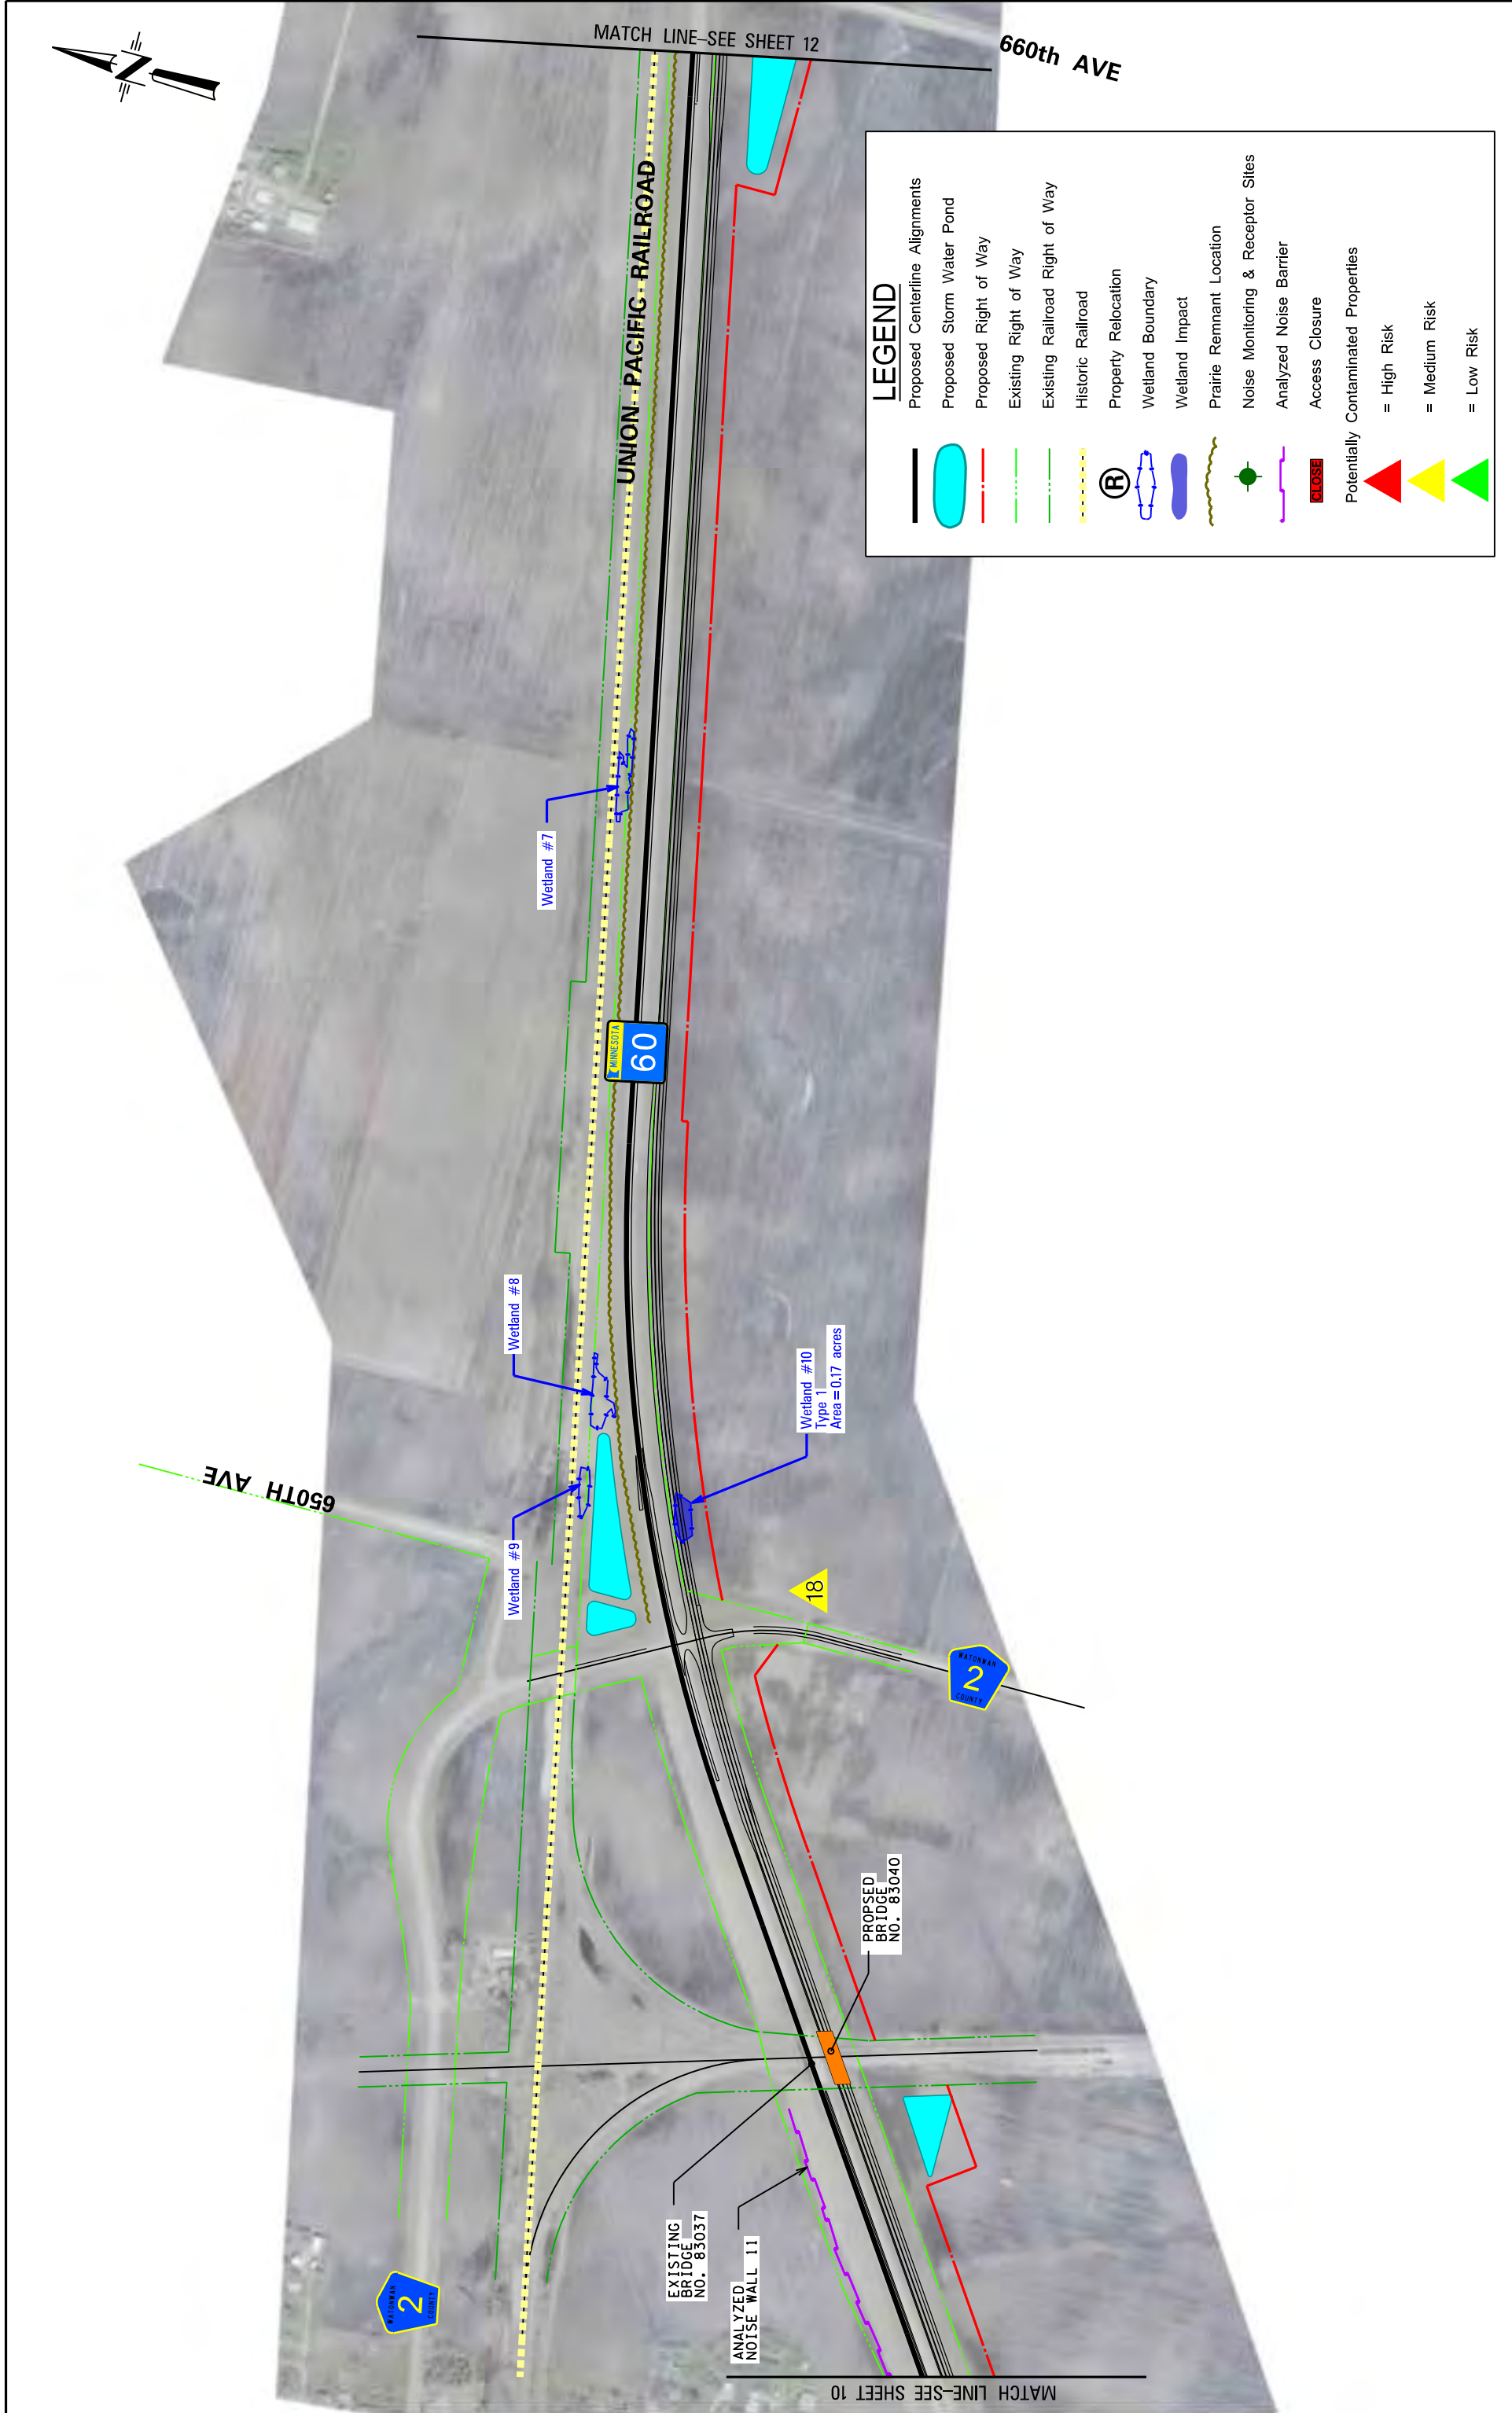 MATCH LINE-SEE SHEET 12
660th AVE
UNION PACIFIC RAILROAD
LEGEND
Proposed Centerline Alignments
Proposed Storm Water Pond
Proposed Right of Way
Existing Right of Way
Existing Railroad Right of Way
Historic Railroad
R Property Relocation
Wetland Boundary
Wetland Impact
Prairie Remnant Location
Noise Monitoring & Receptor Sites
Analyzed Noise Barrier
CLOSE Access Closure
Potentially Contaminated Properties
= High Risk
= Medium Risk
= Low Risk
Wetland #7
MINNESOTA
60
Wetland #8
Wetland #10
Type 1
Area = 0.17 acres
650TH AVE
Wetland #9
18
WATONWAN
2
COUNTY
PROPSED
BRIDGE
NO. 83040
EXISTING
BRIDGE
NO. 83037
ANALYZED
NOISE WALL 11
WATONWAN
2
COUNTY
MATCH LINE-SEE SHEET 10
N